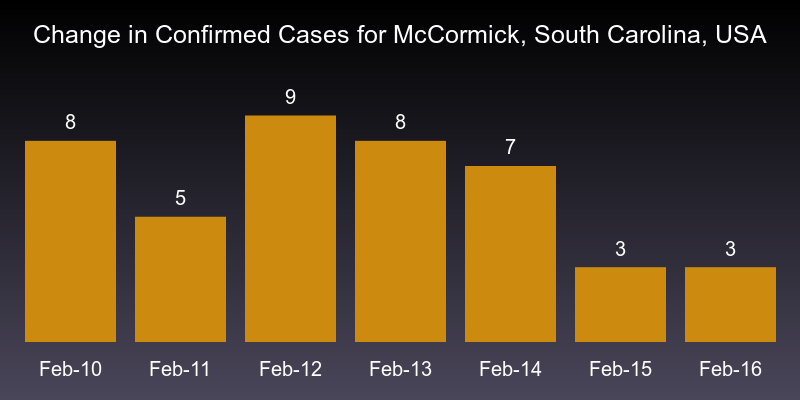 Change in Confirmed Cases for McCormick, South Carolina, USA
8
5
9
8
7
3
3
Feb-10
Feb-11
Feb-12
Feb-13
Feb-14
Feb-15
Feb-16